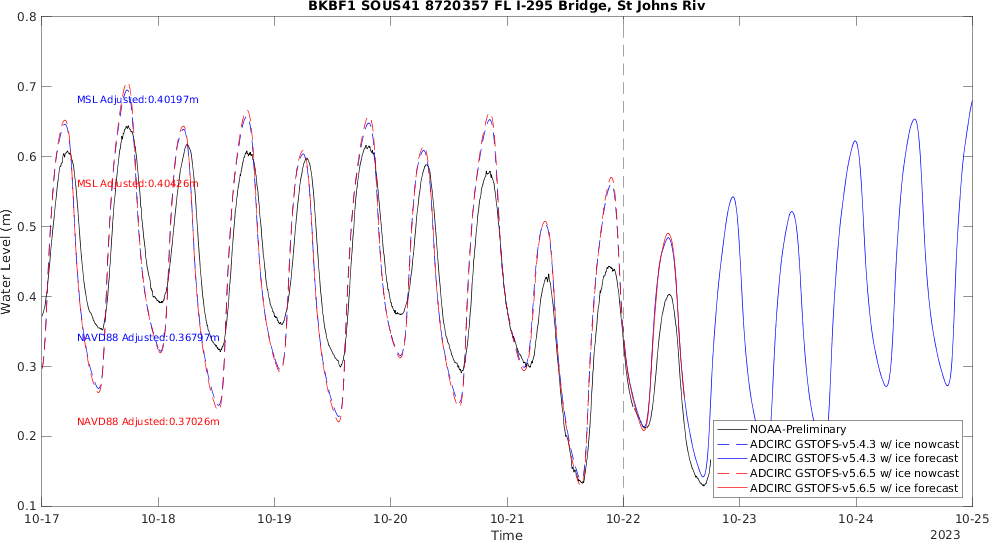 BKBF1 SOUS41 8720357 FL I-295 Bridge, St Johns Riv
0.8
0.7
0.6
0.5
0.4
0.3
0.2
0.1
Water Level (m)
MSL Adjusted:0.40197m
MSL Adjusted:0.40426m
NAVD88 Adjusted:0.36797m
NAVD88 Adjusted:0.37026m
NOAA-Preliminary
ADCIRC GSTOFS-v5.4.3 w/ ice nowcast
ADCIRC GSTOFS-v5.4.3 w/ ice forecast
ADCIRC GSTOFS-v5.6.5 w/ ice nowcast
ADCIRC GSTOFS-v5.6.5 w/ ice forecast
10-17 10-18 10-19 10-20 10-21 10-22 10-23 10-24 10-25
Time 2023